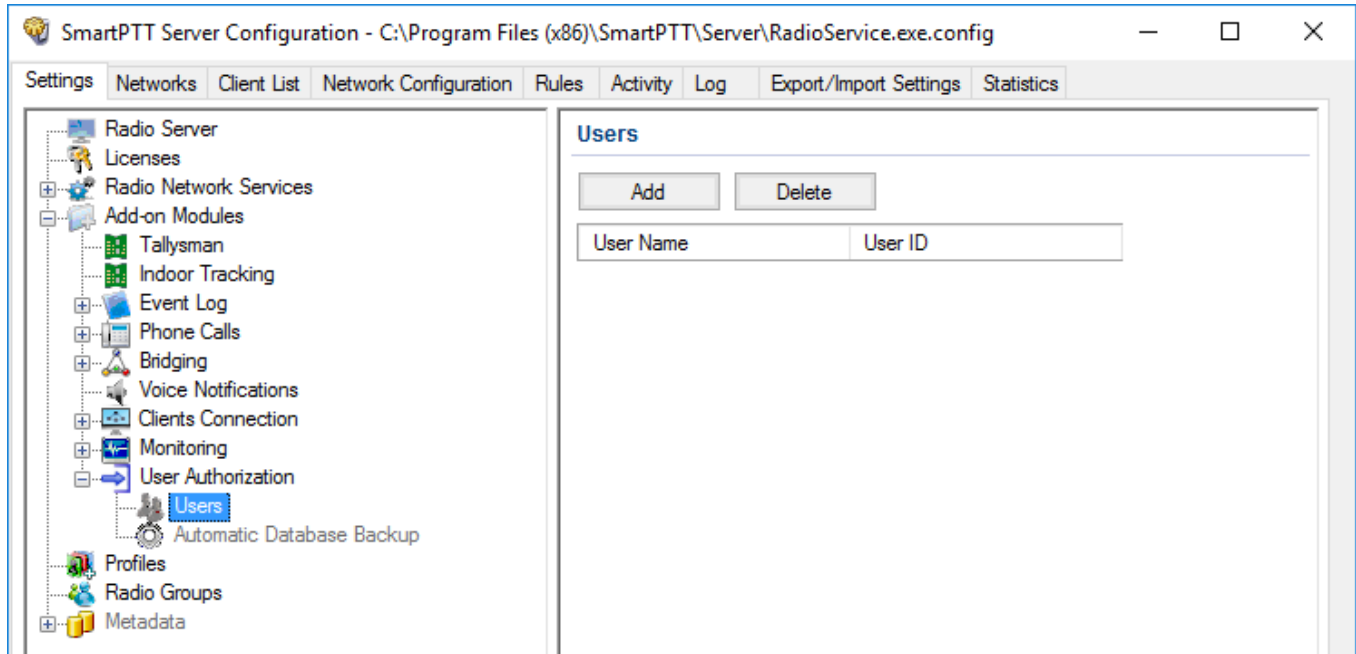 SmartPTT Server Configuration - C:\Program Files (x86)\SmartPTT\Server\RadioService.exe.config
Settings Networks Client List Network Configuration Rules Activity Log Export/Import Settings Statistics
Radio Server
Licenses
Radio Network Services
Add-on Modules
Tallysman
Indoor Tracking
Event Log
Phone Calls
Bridging
Voice Notifications
Clients Connection
Monitoring
User Authorization
Users
Automatic Database Backup
Profiles
Radio Groups
Metadata
Users
Add Delete
User Name User ID